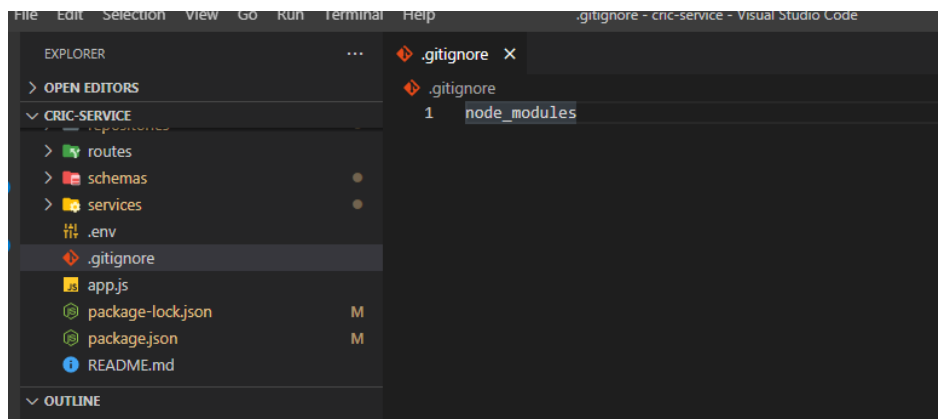 File Edit Selection View Go Run Terminal Help .gitignore - cric-service - Visual Studio Code
EXPLORER
.gitignore
OPEN EDITORS
.gitignore
CRIC-SERVICE
1 node_modules
repositories
routes
schemas
services
.env
.gitignore
JS app.js
package-lock.json M
package.json M
README.md
OUTLINE